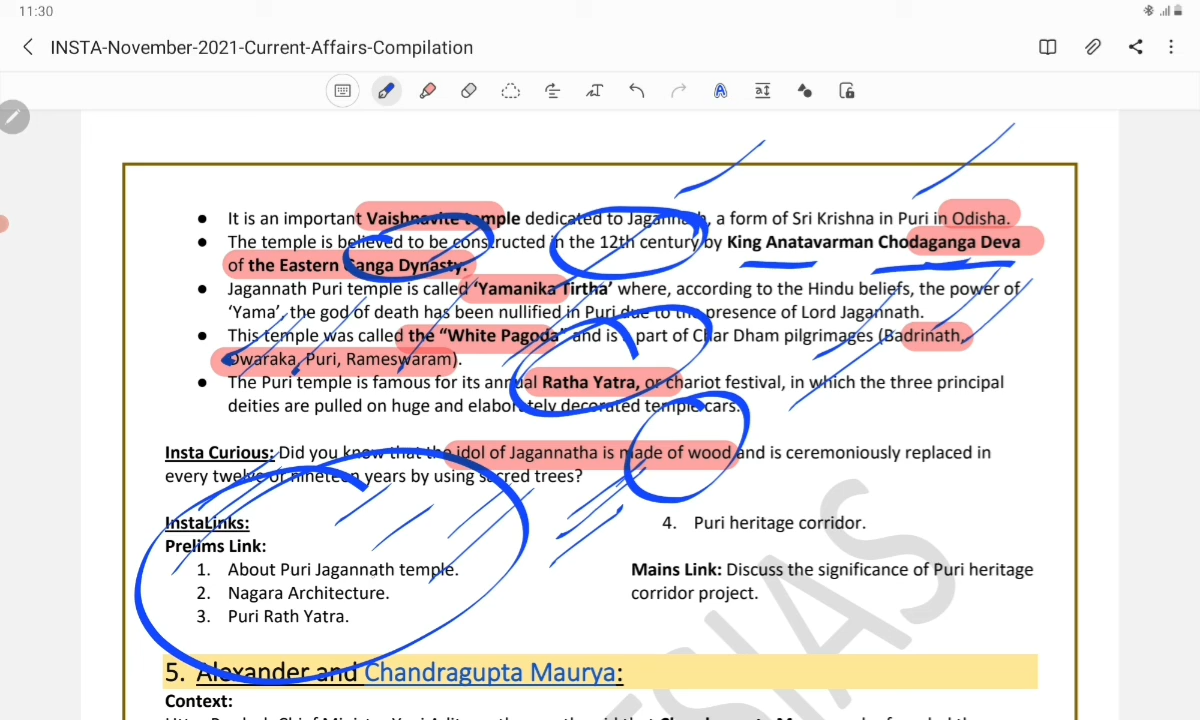 11:30
INSTA-November-2021-Current-Affairs-Compilation
● It is an important Vaishnavite temple dedicated to Jagannath, a form of Sri Krishna in Puri in Odisha.
● The temple is believed to be constructed in the 12th century by King Anatavarman Chodaganga Deva
of the Eastern Ganga Dynasty.
● Jagannath Puri temple is called ‘Yamanika Tirtha’ where, according to the Hindu beliefs, the power of
‘Yama’, the god of death has been nullified in Puri due to the presence of Lord Jagannath.
● This temple was called the “White Pagoda” and is a part of Char Dham pilgrimages (Badrinath,
Dwaraka, Puri, Rameswaram).
● The Puri temple is famous for its annual Ratha Yatra, or chariot festival, in which the three principal
deities are pulled on huge and elaborately decorated temple cars.
Insta Curious: Did you know that the idol of Jagannatha is made of wood and is ceremoniously replaced in
every twelve or nineteen years by using sacred trees?
InstaLinks:
Prelims Link:
1. About Puri Jagannath temple.
2. Nagara Architecture.
3. Puri Rath Yatra.
4. Puri heritage corridor.
Mains Link: Discuss the significance of Puri heritage
corridor project.
5. Alexander and Chandragupta Maurya:
Context: